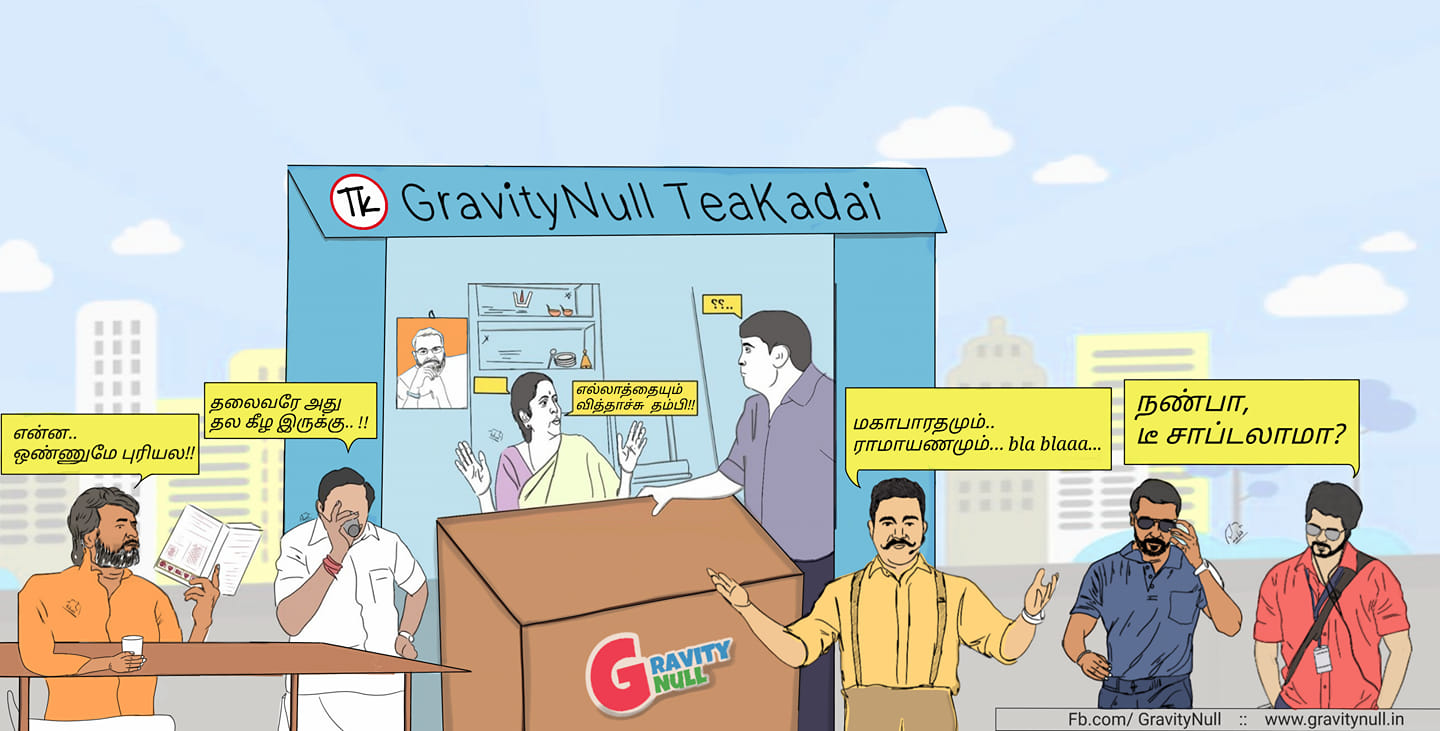 TK GravityNull TeaKadai
??..
எல்லாத்தையும்
வித்தாச்சு தம்பி!!
தலைவரே அது
தல கீழ இருக்கு.. !!
என்ன..
ஒண்ணுமே புரியல!!
மகாபாரதமும்..
ராமாயணமும்... bla blaaa...
நண்பா,
டீ சாப்டலாமா?
GRAVITY
NULL
Fb.com/ GravityNull :: www.gravitynull.in